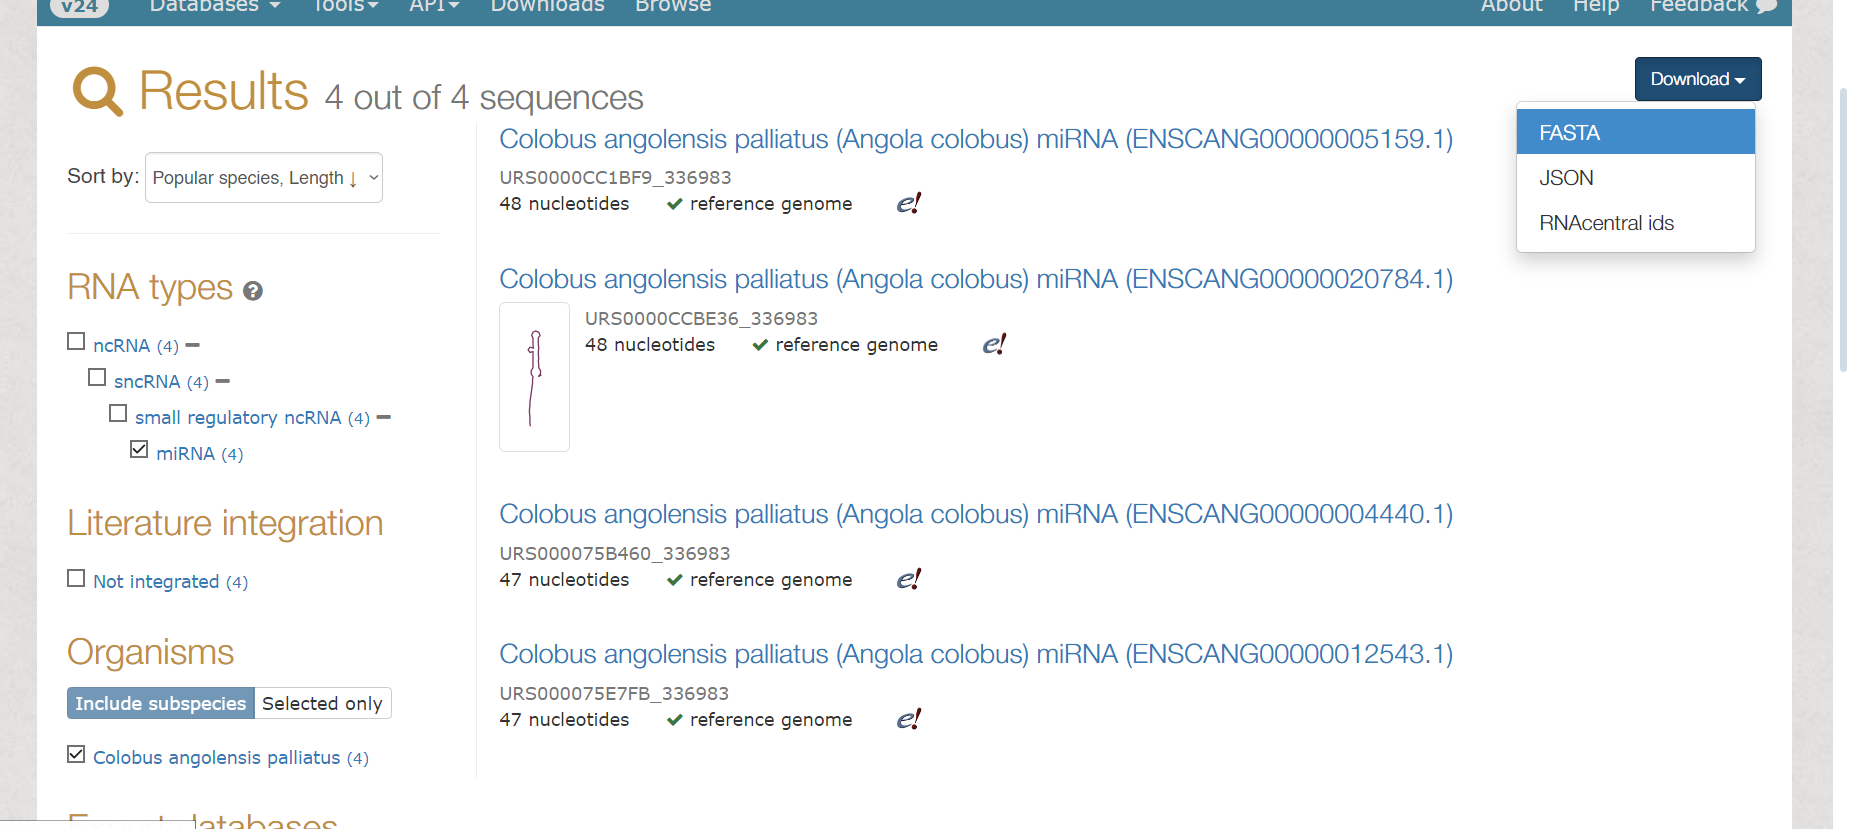 v24 Databases Tools API Downloads Browse About Help Feedback
Results 4 out of 4 sequences
Download
FASTA
JSON
RNAcentral ids
Sort by: Popular species, Length ↓
RNA types ?
ncRNA (4)
sncRNA (4)
small regulatory ncRNA (4)
miRNA (4)
Literature integration
Not integrated (4)
Organisms
Include subspecies Selected only
Colobus angolensis palliatus (4)
Colobus angolensis palliatus (Angola colobus) miRNA (ENSCANG00000005159.1)
URS0000CC1BF9_336983
48 nucleotides reference genome e!
Colobus angolensis palliatus (Angola colobus) miRNA (ENSCANG00000020784.1)
URS0000CCBE36_336983
48 nucleotides reference genome e!
Colobus angolensis palliatus (Angola colobus) miRNA (ENSCANG00000004440.1)
URS000075B460_336983
47 nucleotides reference genome e!
Colobus angolensis palliatus (Angola colobus) miRNA (ENSCANG00000012543.1)
URS000075E7FB_336983
47 nucleotides reference genome e!